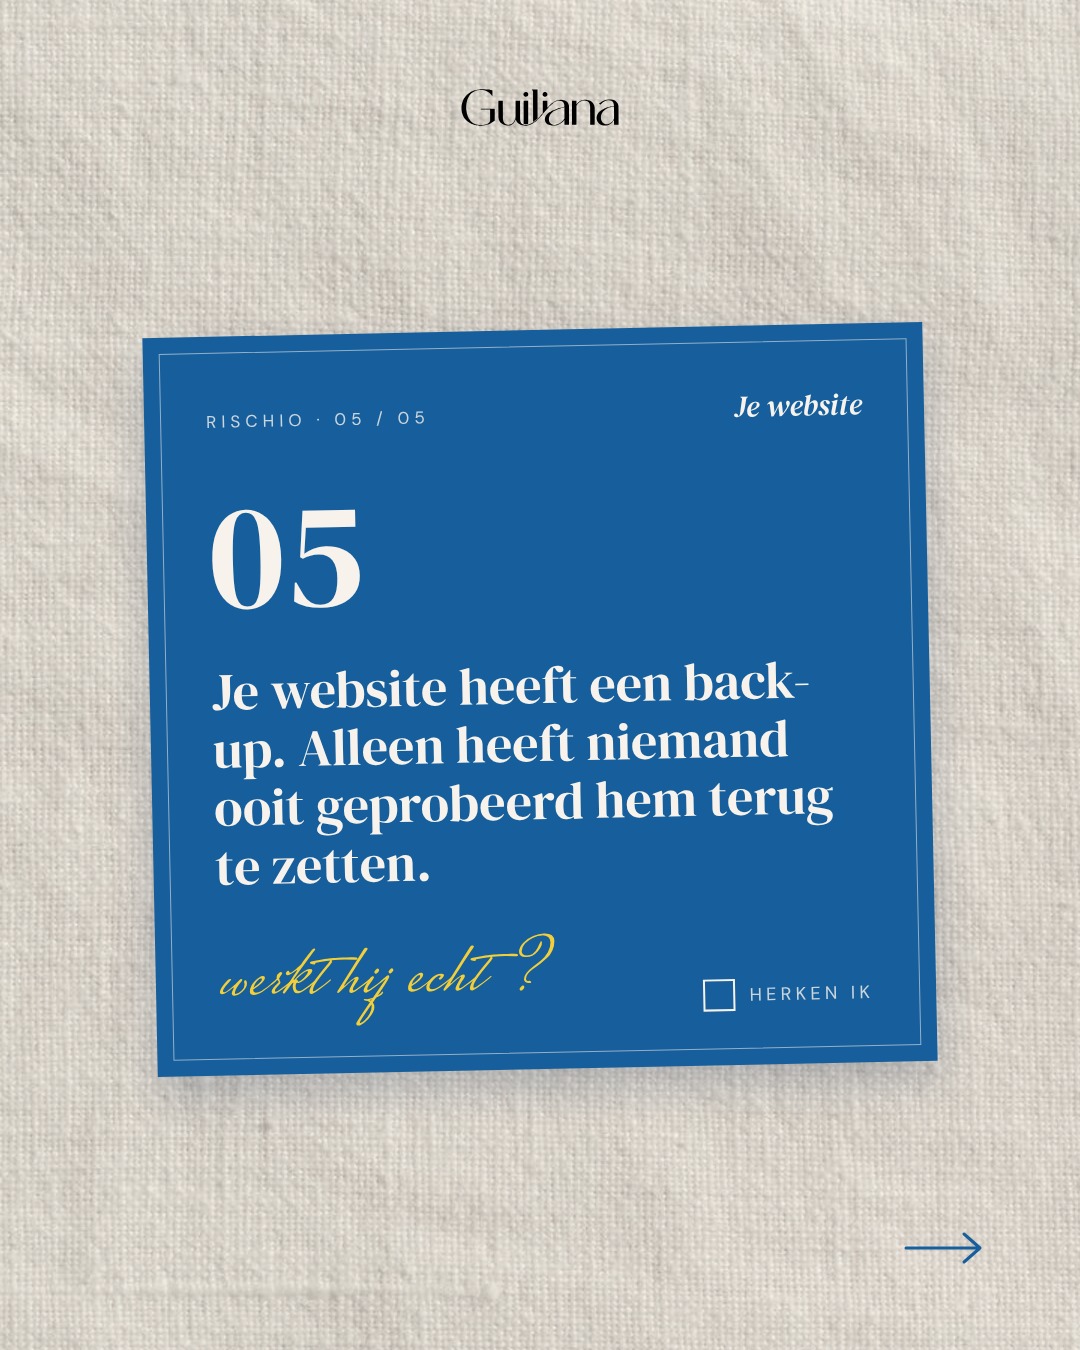 Guiliana
RISCHIO · 05 / 05
Je website
05
Je website heeft een back-
up. Alleen heeft niemand
ooit geprobeerd hem terug
te zetten.
werkt hij echt ?
HERKEN IK